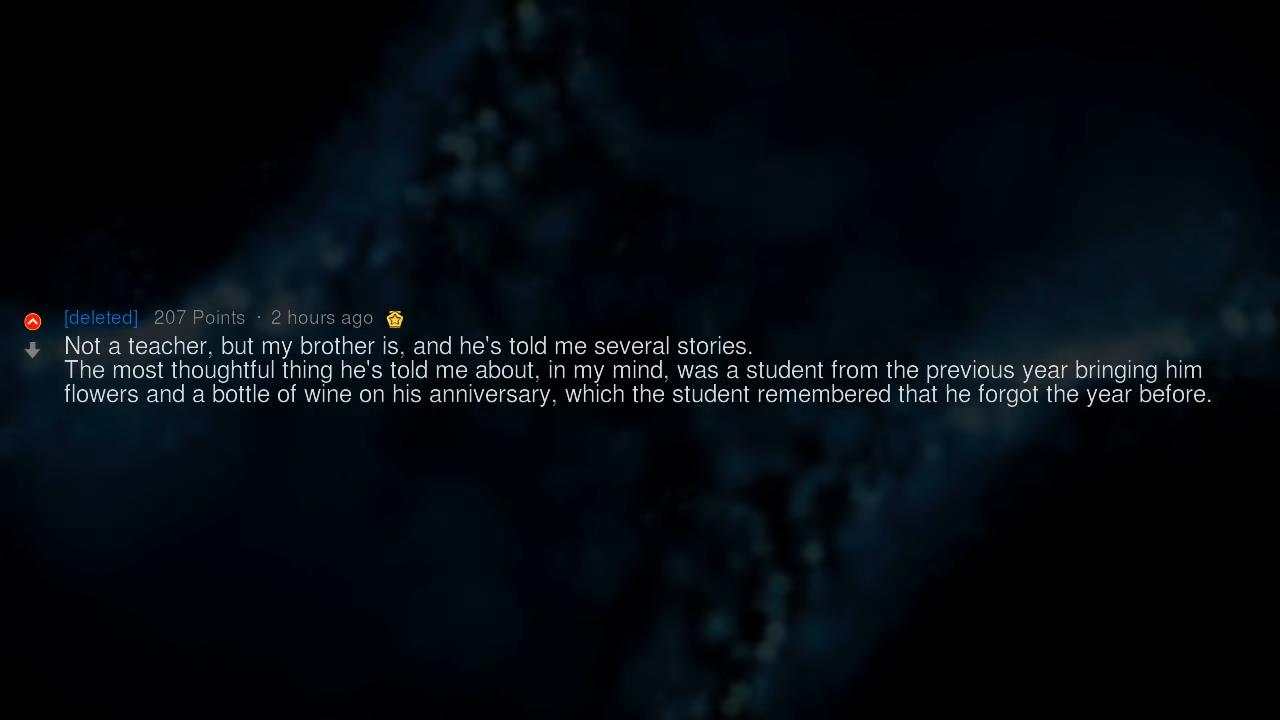 [deleted] 207 Points · 2 hours ago
Not a teacher, but my brother is, and he's told me several stories.
The most thoughtful thing he's told me about, in my mind, was a student from the previous year bringing him
flowers and a bottle of wine on his anniversary, which the student remembered that he forgot the year before.